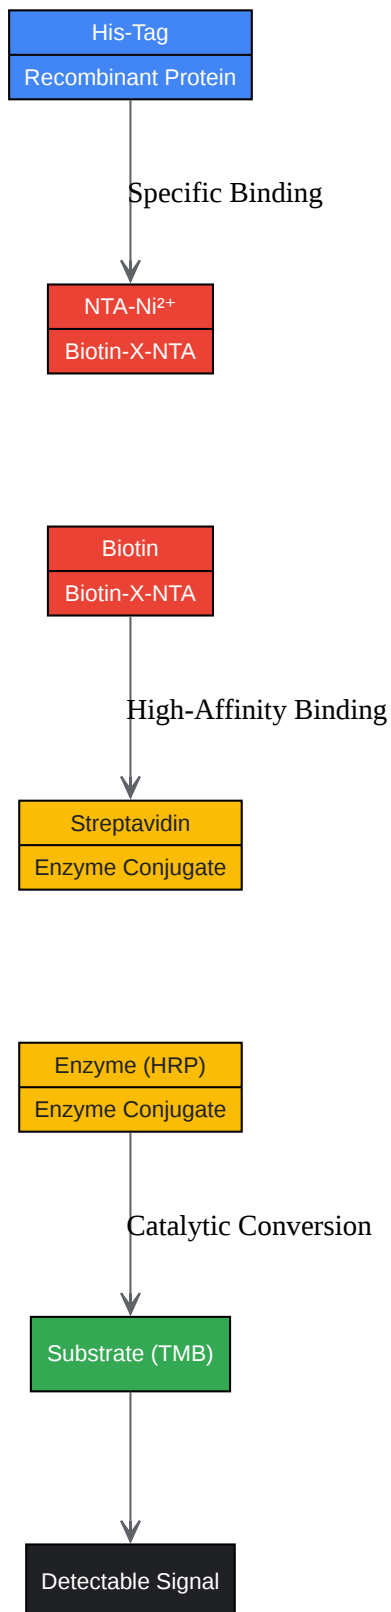 His-Tag
Recombinant Protein
Specific Binding
NTA-Ni²⁺
Biotin-X-NTA
Biotin
Biotin-X-NTA
High-Affinity Binding
Streptavidin
Enzyme Conjugate
Enzyme (HRP)
Enzyme Conjugate
Catalytic Conversion
Substrate (TMB)
Detectable Signal